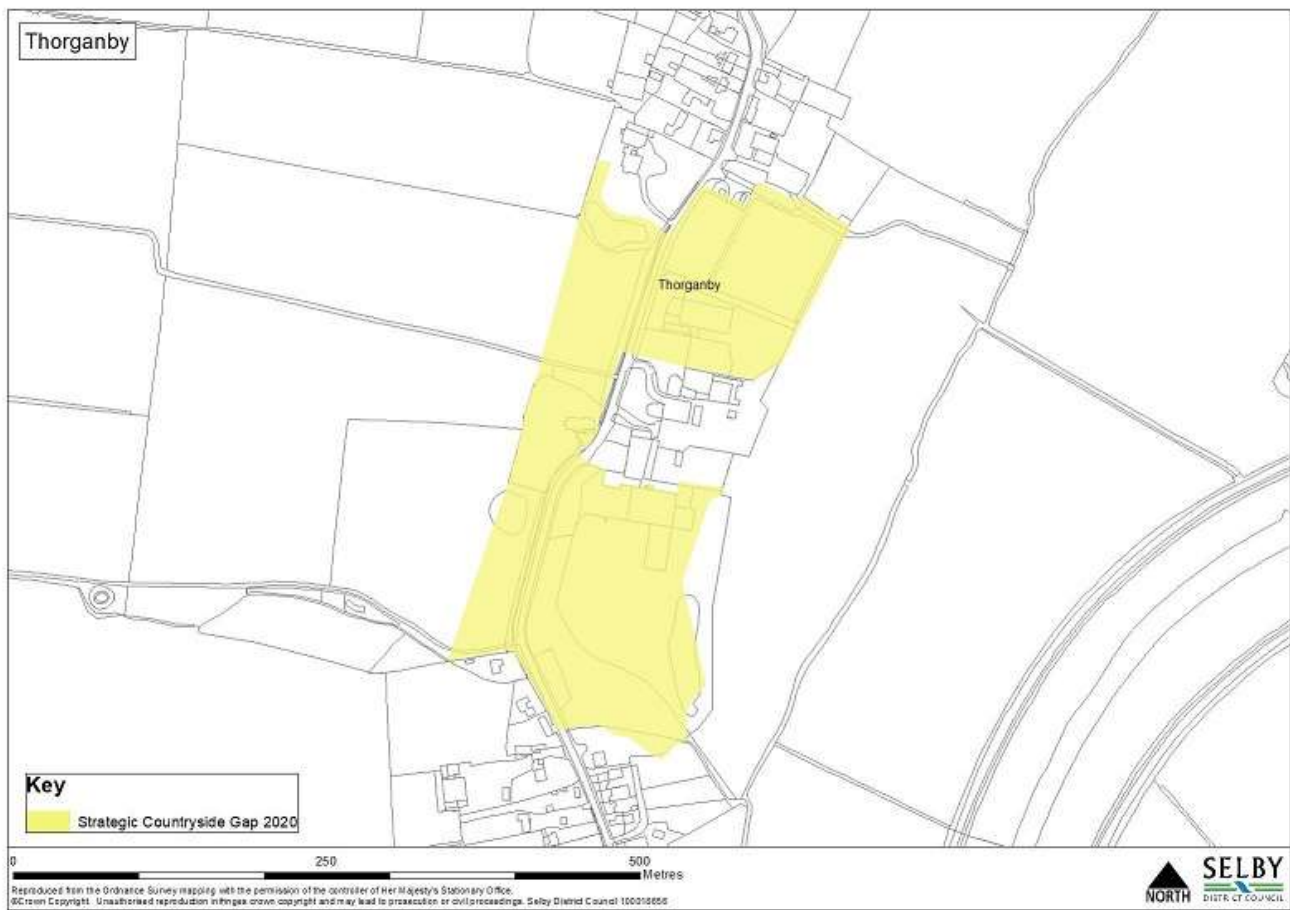 Thorganby
Thorganby
Key
Strategic Countryside Gap 2020
0 250 500
Metres
Reproduced from the Ordnance Survey mapping with the permission of the controller of Her Majesty's Stationary Office.
©Crown Copyright. Unauthorised reproduction infringes crown copyright and may lead to prosecution or civil proceedings. Selby District Council 100018656
NORTH
SELBY
DISTRICT COUNCIL